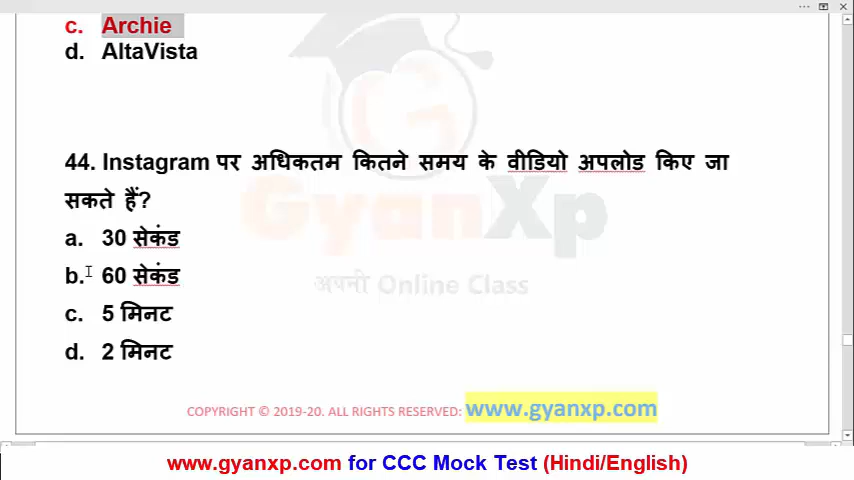 c. Archie
d. AltaVista
44. Instagram पर अधिकतम कितने समय के वीडियो अपलोड किए जा
सकते हैं?
a. 30 सेकंड
b. 60 सेकंड
c. 5 मिनट
d. 2 मिनट
GyanXp
अपनी Online Class
COPYRIGHT © 2019-20. ALL RIGHTS RESERVED: www.gyanxp.com
www.gyanxp.com for CCC Mock Test (Hindi/English)